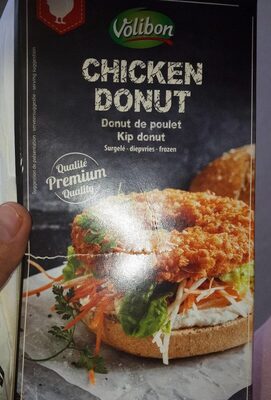 Volibon
CHICKEN
DONUT
Donut de poulet
Kip donut
Surgelé - diepvries - frozen
Qualité
Premium
Quality